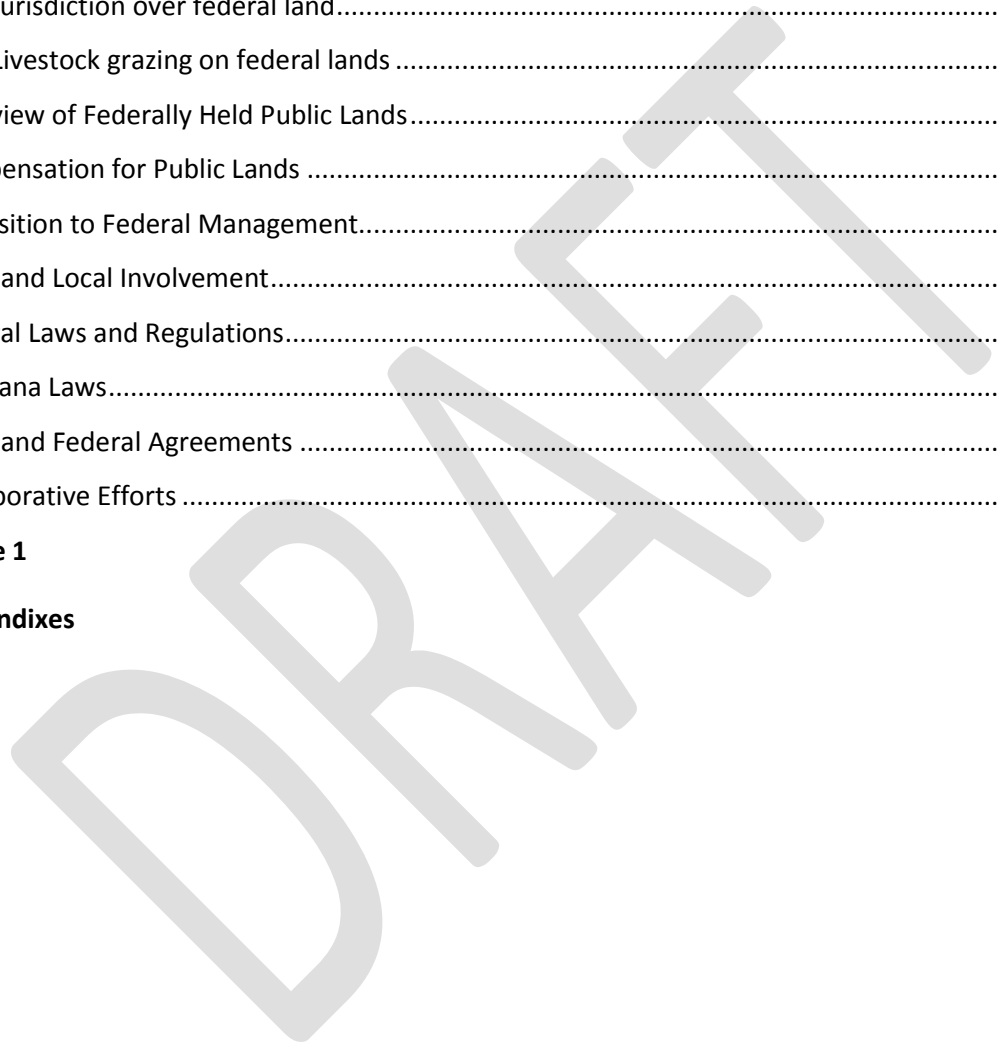 urisdiction over federal land..................................................................................................
Livestock grazing on federal lands .........................................................................................
view of Federally Held Public Lands.......................................................................................
pensation for Public Lands ....................................................................................................
sition to Federal Management................................................................................................
and Local Involvement...........................................................................................................
al Laws and Regulations.........................................................................................................
ana Laws................................................................................................................................
and Federal Agreements .......................................................................................................
porative Efforts ......................................................................................................................
e 1
ndixes
DRAFT